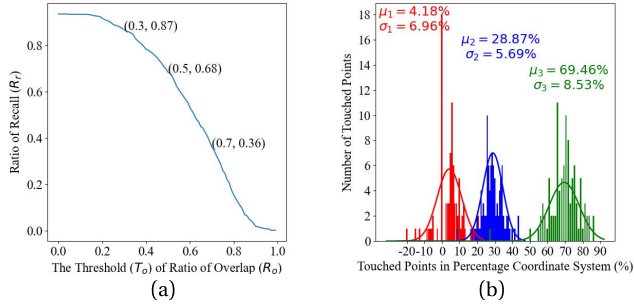 (0.3, 0.87)
(0.5, 0.68)
(0.7, 0.36)
Ratio of Recall (Rᵣ)
0.8
0.6
0.4
0.2
0.0
0.0 0.2 0.4 0.6 0.8 1.0
The Threshold (Tₒ) of Ratio of Overlap (Rₒ)
(a)
μ₁ = 4.18%
σ₁ = 6.96%
μ₂ = 28.87%
σ₂ = 5.69%
μ₃ = 69.46%
σ₃ = 8.53%
Number of Touched Points
18
16
14
12
10
8
6
4
2
0
-20 -10 0 10 20 30 40 50 60 70 80 90
Touched Points in Percentage Coordinate System (%)
(b)